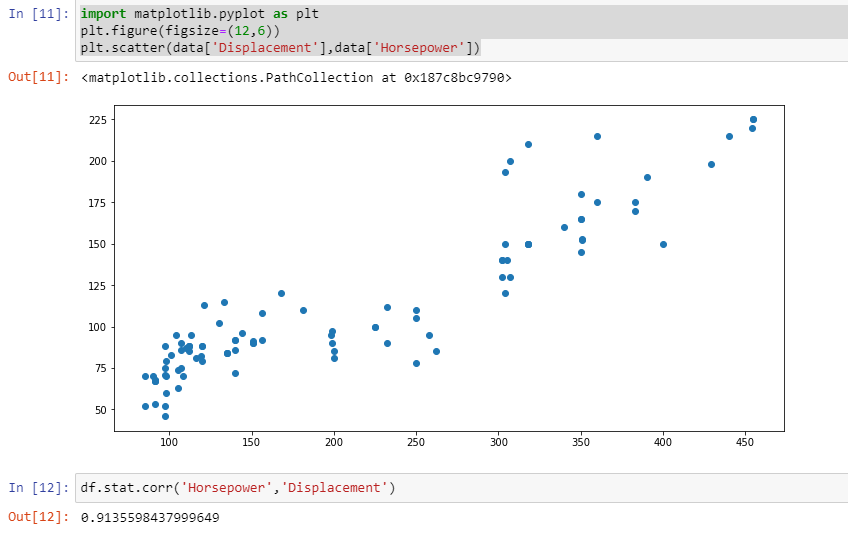 In [11]: import matplotlib.pyplot as plt
plt.figure(figsize=(12,6))
plt.scatter(data['Displacement'],data['Horsepower'])
Out[11]: <matplotlib.collections.PathCollection at 0x187c8bc9790>
225
200
175
150
125
100
75
50
100 150 200 250 300 350 400 450
In [12]: df.stat.corr('Horsepower','Displacement')
Out[12]: 0.9135598437999649